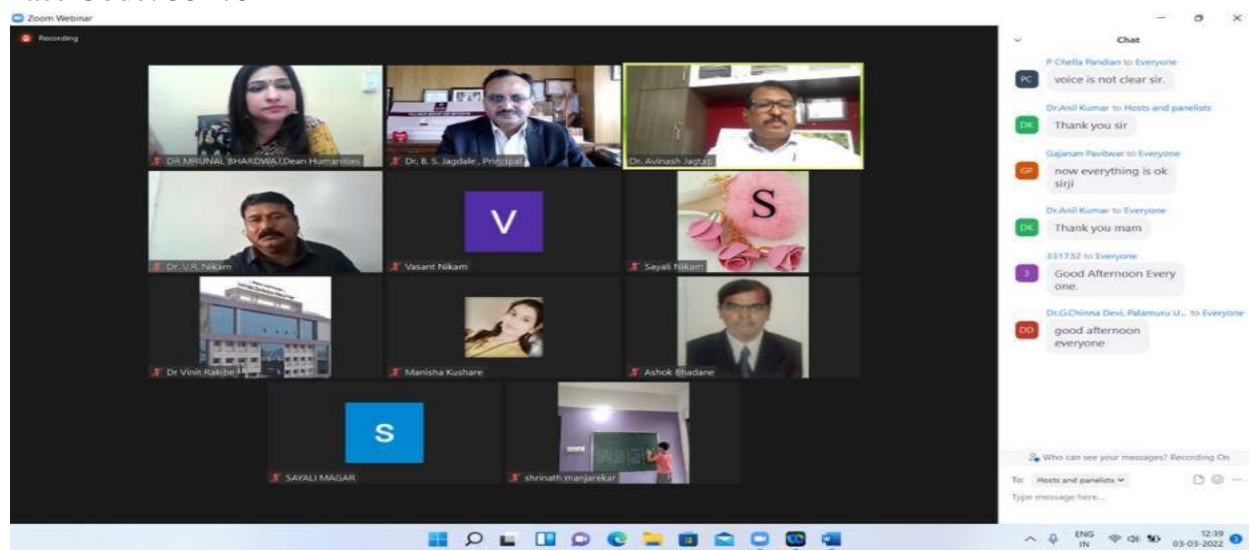 Zoom Webinar
Recording
DR MRUNAL BHARDWAJ,Dean Humanities
Dr. B. S. Jagdale , Principal
Dr. Avinash Jagtap
Dr. V.R. Nikam
V
Vasant Nikam
S
Sayali Nikam
Dr Vinit Rakibe
Manisha Kushare
Ashok Bhadane
S
SAYALI MAGAR
shrinath manjarekar
Chat
P Chella Pandian to Everyone
PC
voice is not clear sir.
Dr.Anil Kumar to Hosts and panelists
DK
Thank you sir
Gajanan Pavitwar to Everyone
GP
now everything is ok
sirji
Dr.Anil Kumar to Everyone
DK
Thank you mam
331732 to Everyone
3
Good Afternoon Every
one.
Dr.G.Chinna Devi, Palamuru U... to Everyone
DD
good afternoon
everyone
Who can see your messages? Recording On
To: Hosts and panelists
Type message here...
ENG
IN
12:39
03-03-2022